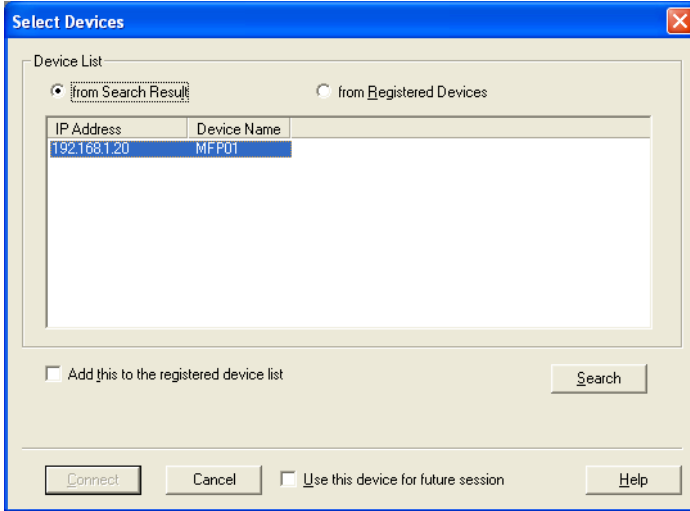 Select Devices
Device List
from Search Result from Registered Devices
IP Address Device Name
192.168.1.20 MFP01
Add this to the registered device list Search
Connect Cancel Use this device for future session Help